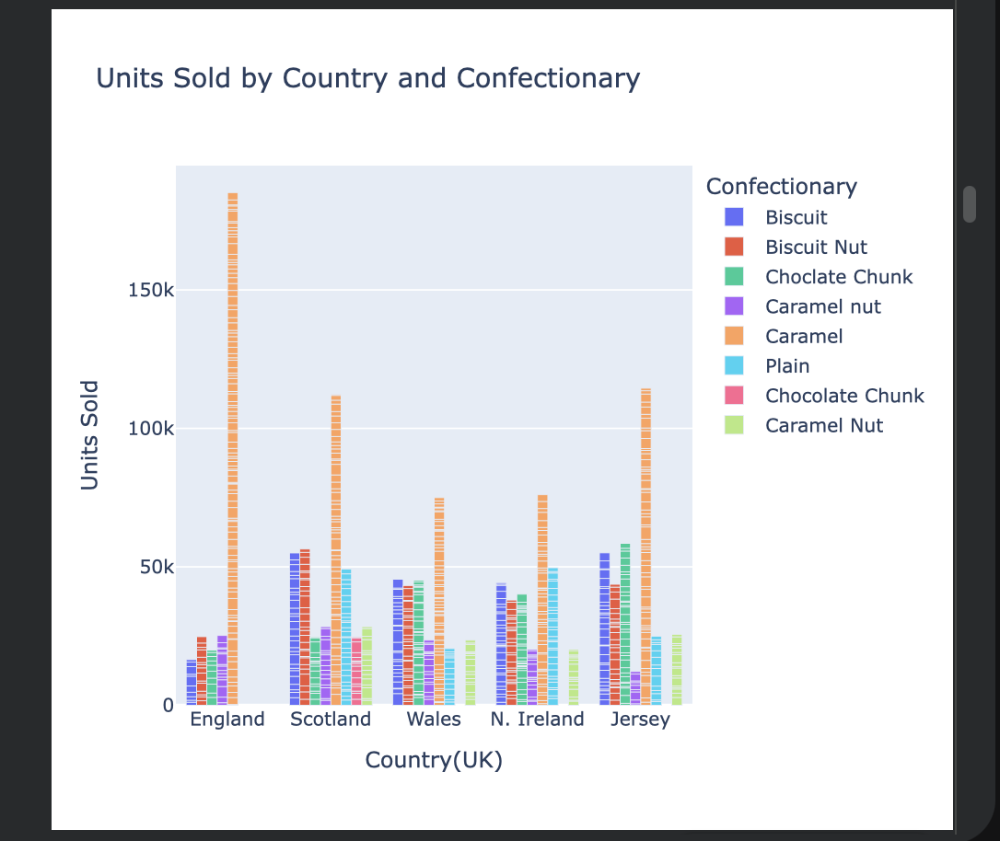 Units Sold by Country and Confectionary
Confectionary
Biscuit
Biscuit Nut
Choclate Chunk
Caramel nut
Caramel
Plain
Chocolate Chunk
Caramel Nut
Units Sold
150k
100k
50k
0
England Scotland Wales N. Ireland Jersey
Country(UK)